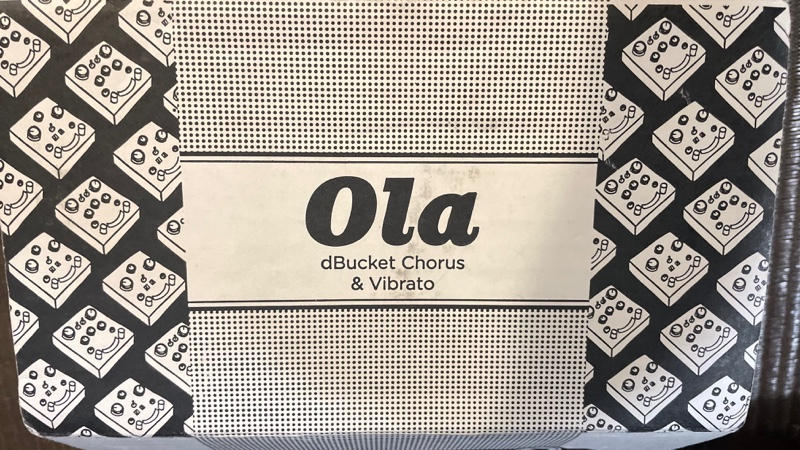 Ola
dBucket Chorus
& Vibrato